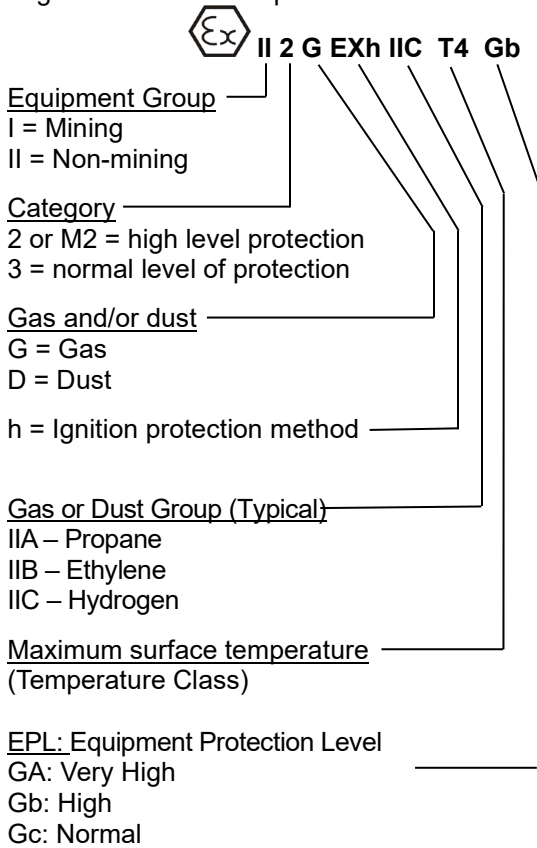 Ex II 2 G EXh IIC T4 Gb
Equipment Group
I = Mining
II = Non-mining
Category
2 or M2 = high level protection
3 = normal level of protection
Gas and/or dust
G = Gas
D = Dust
h = Ignition protection method
Gas or Dust Group (Typical)
IIA – Propane
IIB – Ethylene
IIC – Hydrogen
Maximum surface temperature
(Temperature Class)
EPL: Equipment Protection Level
GA: Very High
Gb: High
Gc: Normal